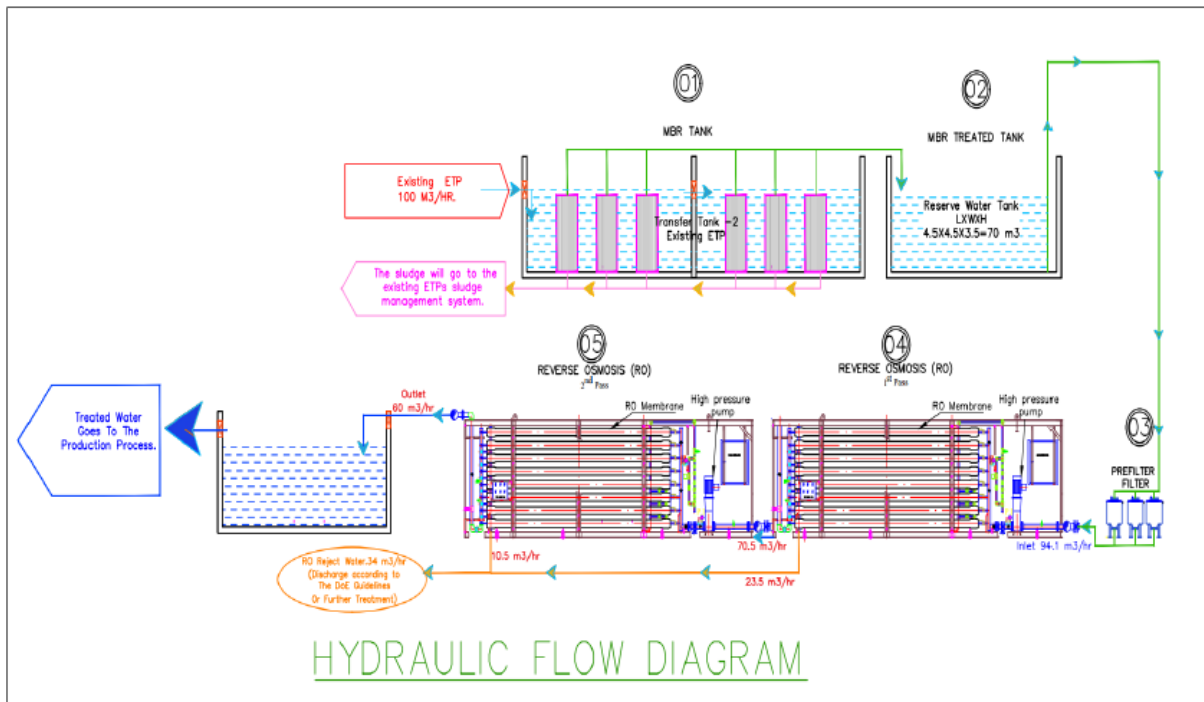 01
02
MBR TANK
MBR TREATED TANK
Existing ETP
100 M3/HR.
Transfer Tank -2
Existing ETP
Reserve Water Tank
LXWXH
4.5X4.5X3.5=70 m3
The sludge will go to the
existing ETPs sludge
management system.
05
REVERSE OSMOSIS (RO)
2nd Pass
04
REVERSE OSMOSIS (RO)
1st Pass
03
PREFILTER
FILTER
Treated Water
Goes To The
Production Process.
Outlet
60 m3/hr
RO Membrane
High pressure
pump
RO Membrane
High pressure
pump
10.5 m3/hr
70.5 m3/hr
23.5 m3/hr
Inlet 94.1 m3/hr
RO Reject Water.34 m3/hr
(Discharge according to
The DoE Guidelines
Or Further Treatment)
HYDRAULIC FLOW DIAGRAM